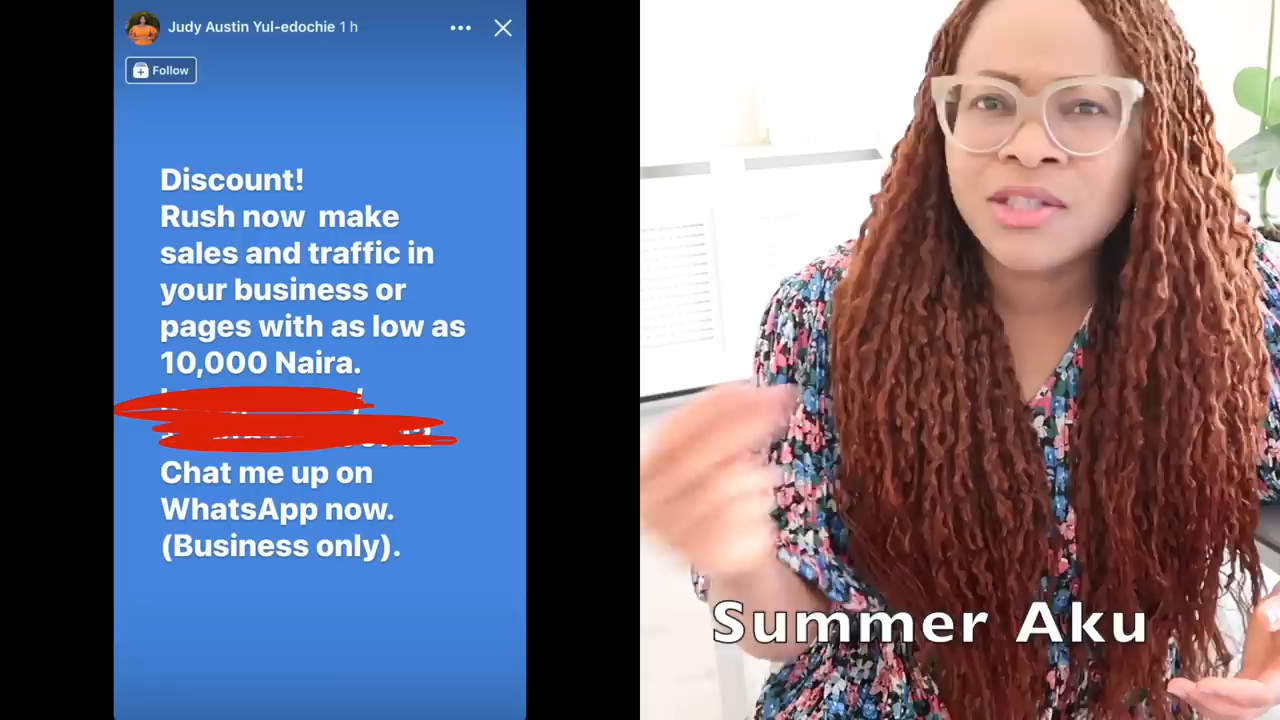 Judy Austin Yul-edochie 1 h
Follow
Discount!
Rush now make
sales and traffic in
your business or
pages with as low as
10,000 Naira.
Chat me up on
WhatsApp now.
(Business only).
Summer Aku